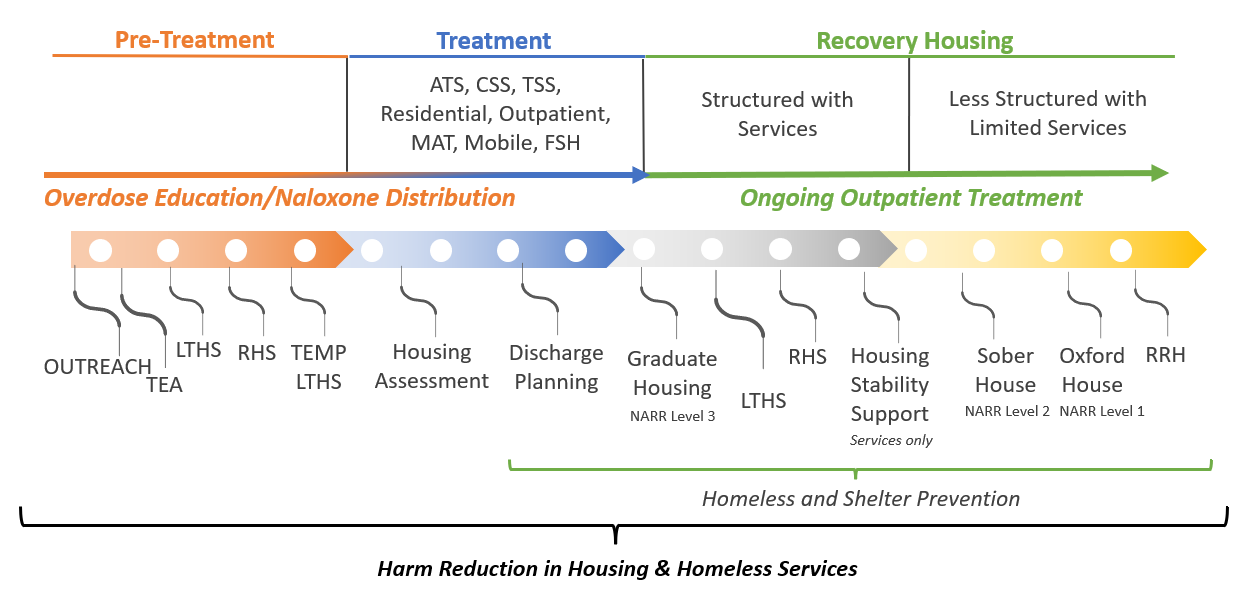 Pre-Treatment
Treatment
Recovery Housing
ATS, CSS, TSS,
Residential, Outpatient,
MAT, Mobile, FSH
Structured with
Services
Less Structured with
Limited Services
Overdose Education/Naloxone Distribution
Ongoing Outpatient Treatment
OUTREACH
TEA
LTHS
RHS
TEMP
LTHS
Housing
Assessment
Discharge
Planning
Graduate
Housing
NARR Level 3
LTHS
RHS
Housing
Stability
Support
Services only
Sober
House
NARR Level 2
Oxford
House
NARR Level 1
RRH
Homeless and Shelter Prevention
Harm Reduction in Housing & Homeless Services